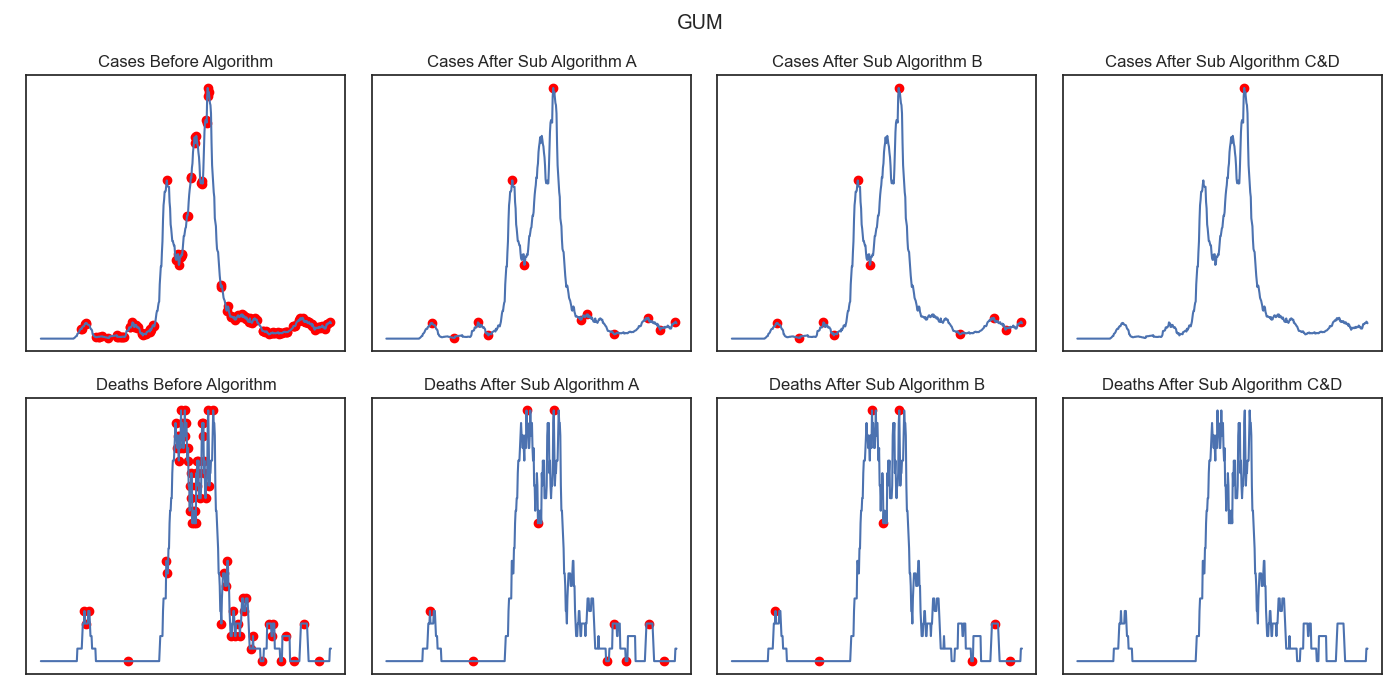 GUM
Cases Before Algorithm
Cases After Sub Algorithm A
Cases After Sub Algorithm B
Cases After Sub Algorithm C&D
Deaths Before Algorithm
Deaths After Sub Algorithm A
Deaths After Sub Algorithm B
Deaths After Sub Algorithm C&D